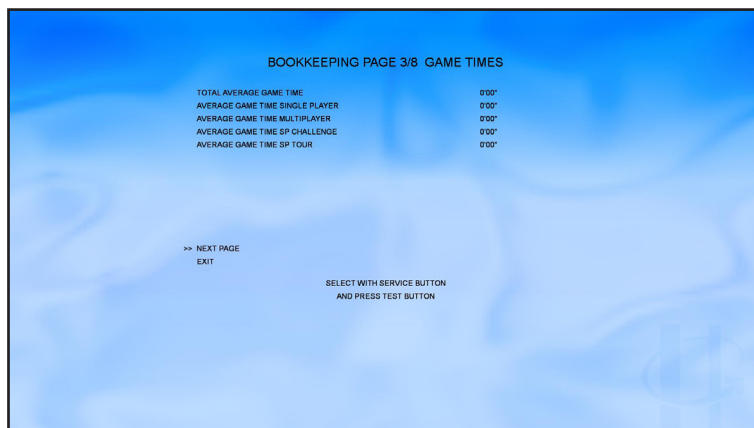 BOOKKEEPING PAGE 3/8 GAME TIMES
TOTAL AVERAGE GAME TIME 0'00"
AVERAGE GAME TIME SINGLE PLAYER 0'00"
AVERAGE GAME TIME MULTIPLAYER 0'00"
AVERAGE GAME TIME SP CHALLENGE 0'00"
AVERAGE GAME TIME SP TOUR 0'00"
>> NEXT PAGE
EXIT
SELECT WITH SERVICE BUTTON
AND PRESS TEST BUTTON